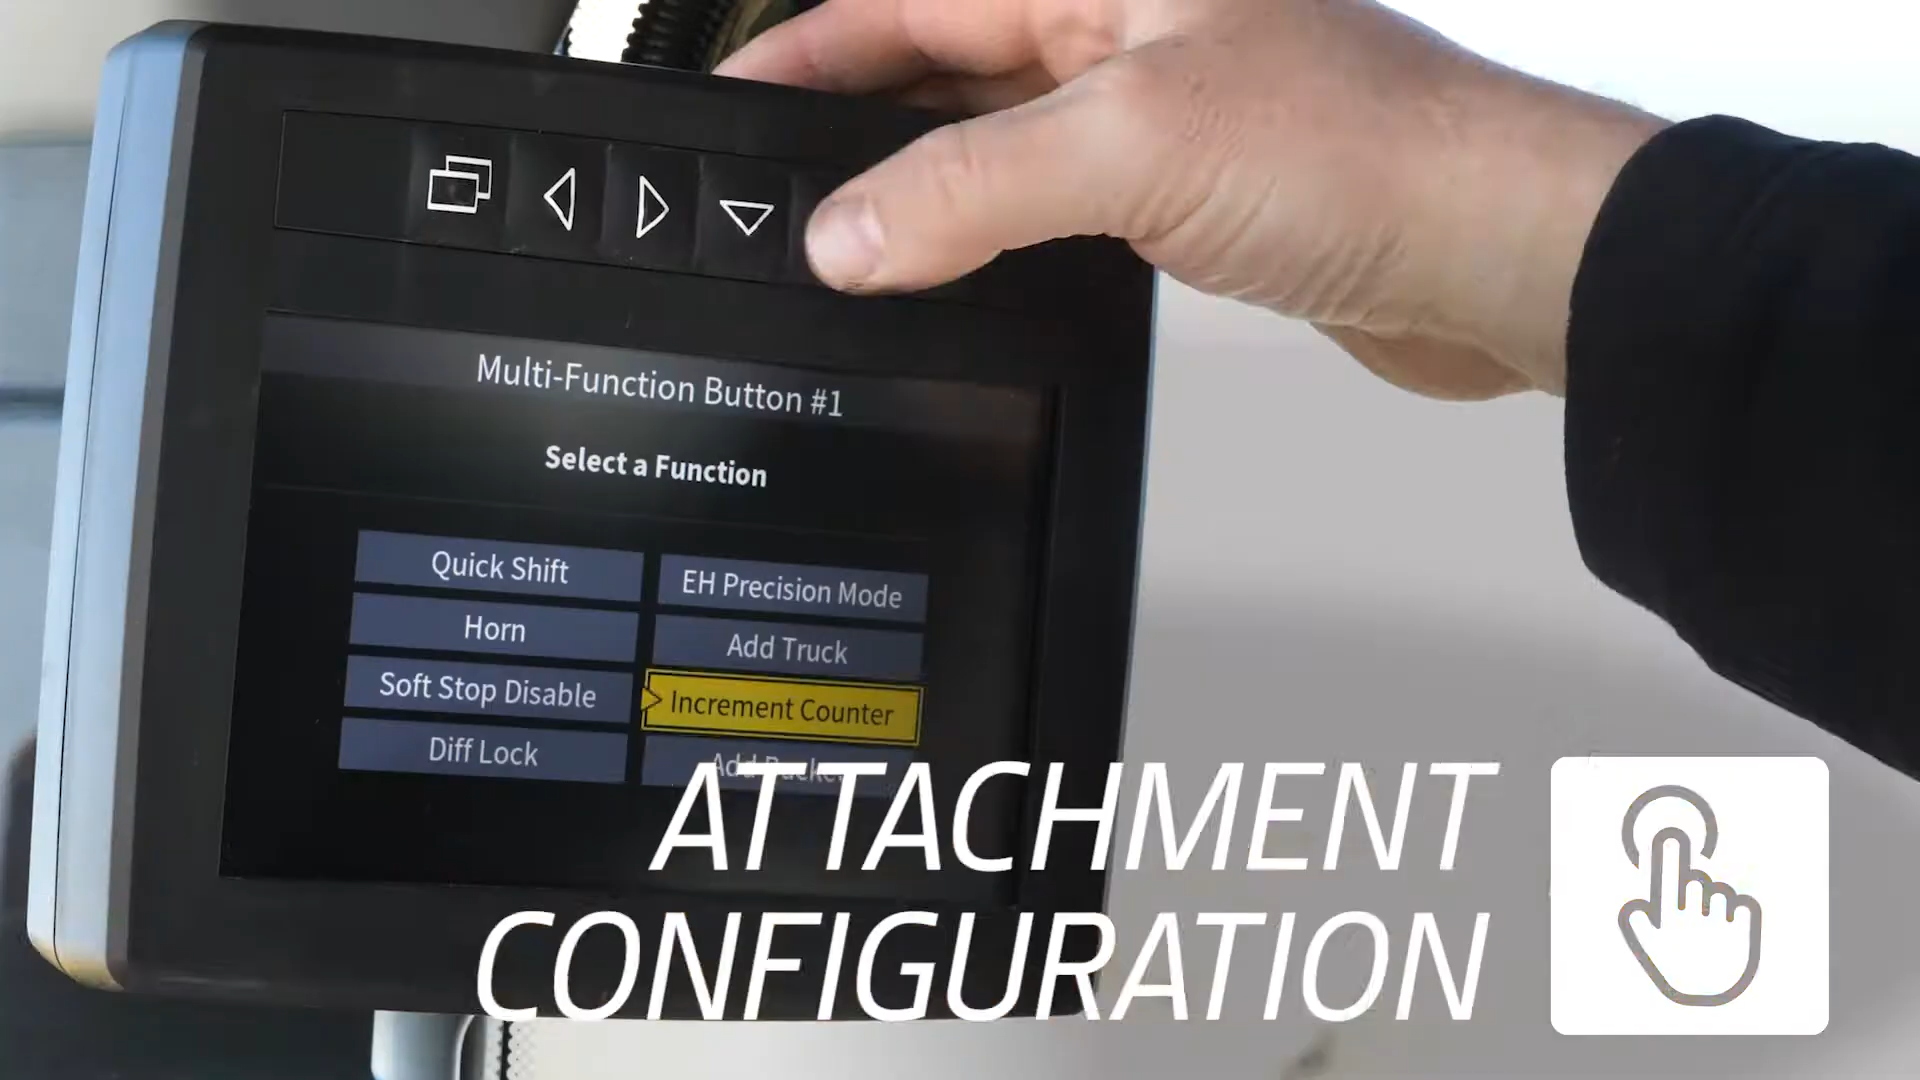 Multi-Function Button #1
Select a Function
Quick Shift
EH Precision Mode
Horn
Add Truck
Soft Stop Disable
Increment Counter
Diff Lock
Add
ATTACHMENT
CONFIGURATION